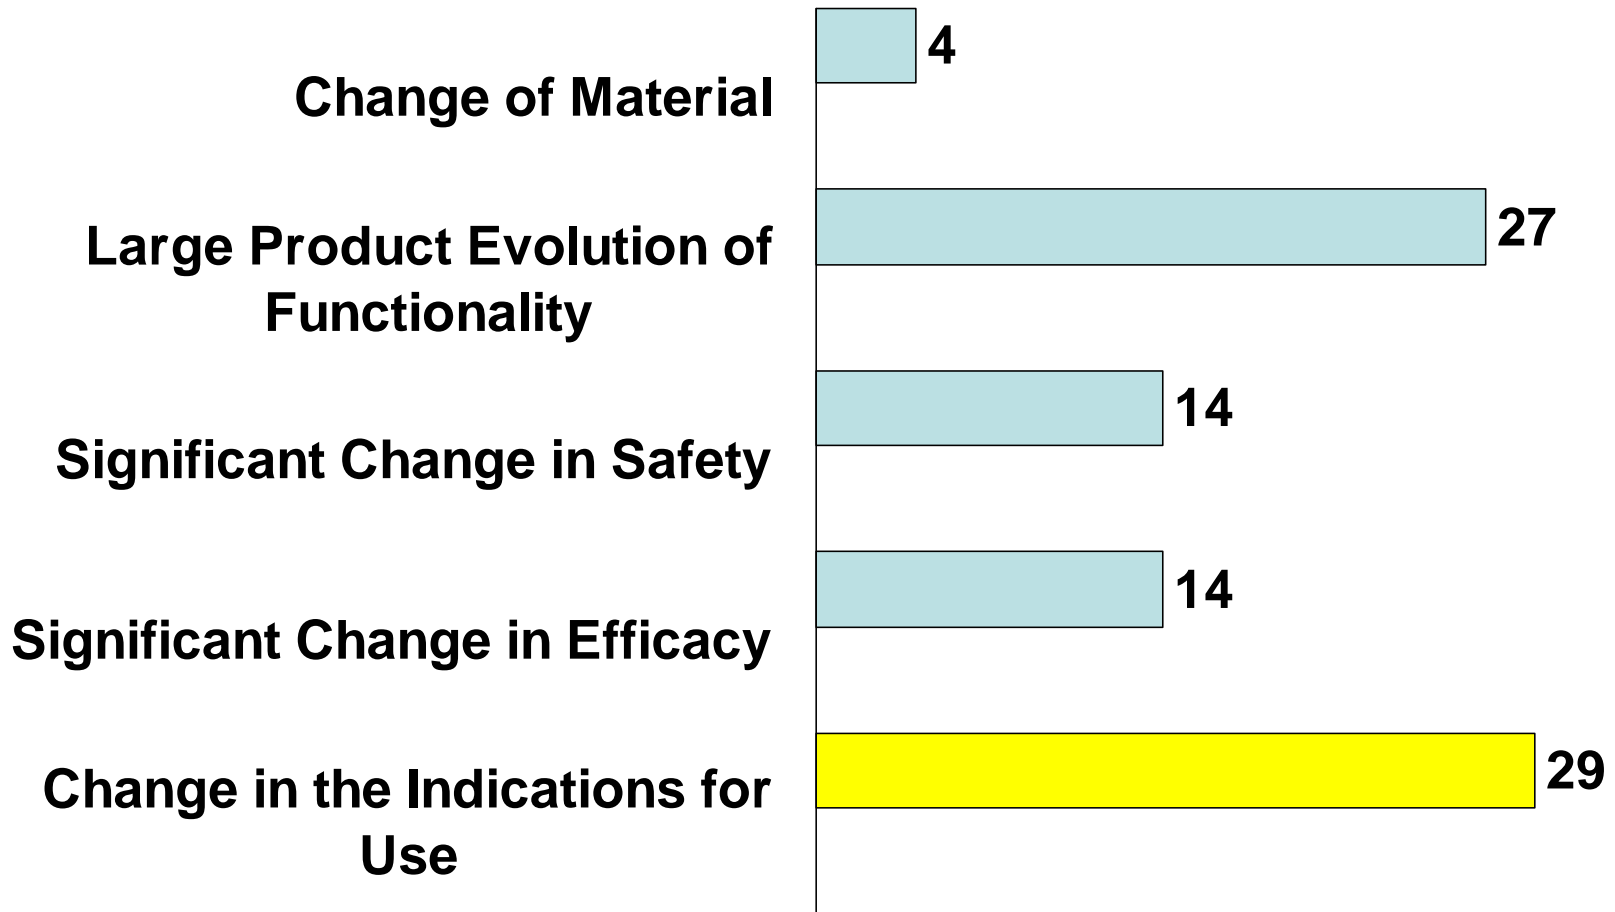 4
Change of Material
27
Large Product Evolution of
Functionality
14
Significant Change in Safety
14
Significant Change in Efficacy
29
Change in the Indications for
Use